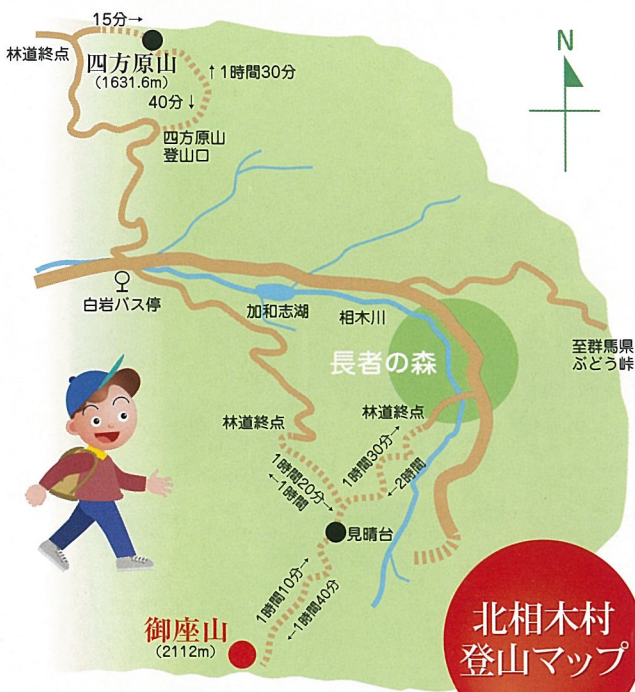 15分→
林道終点
四方原山
(1631.6m)
↑1時間30分
40分↓
四方原山
登山口
N
白岩バス停
加和志湖
相木川
長者の森
至群馬県
ぶどう峠
林道終点
林道終点
1時間30分→
←2時間
1時間20分→
←1時間
見晴台
1時間10分→
←1時間40分
御座山
(2112m)
北相木村
登山マップ